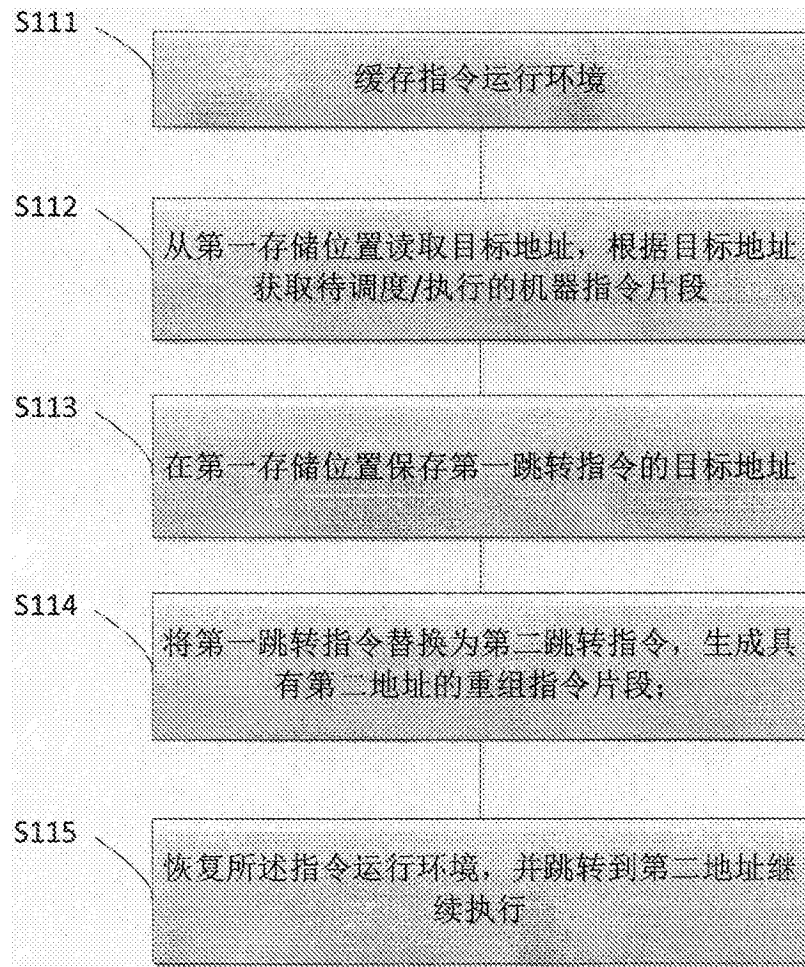 S111
缓存指令运行环境
S112
从第一存储位置读取目标地址，根据目标地址
获取待调度/执行的机器指令片段
S113
在第一存储位置保存第一跳转指令的目标地址
S114
将第一跳转指令替换为第二跳转指令，生成具
有第二地址的重组指令片段；
S115
恢复所述指令运行环境，并跳转到第二地址继
续执行